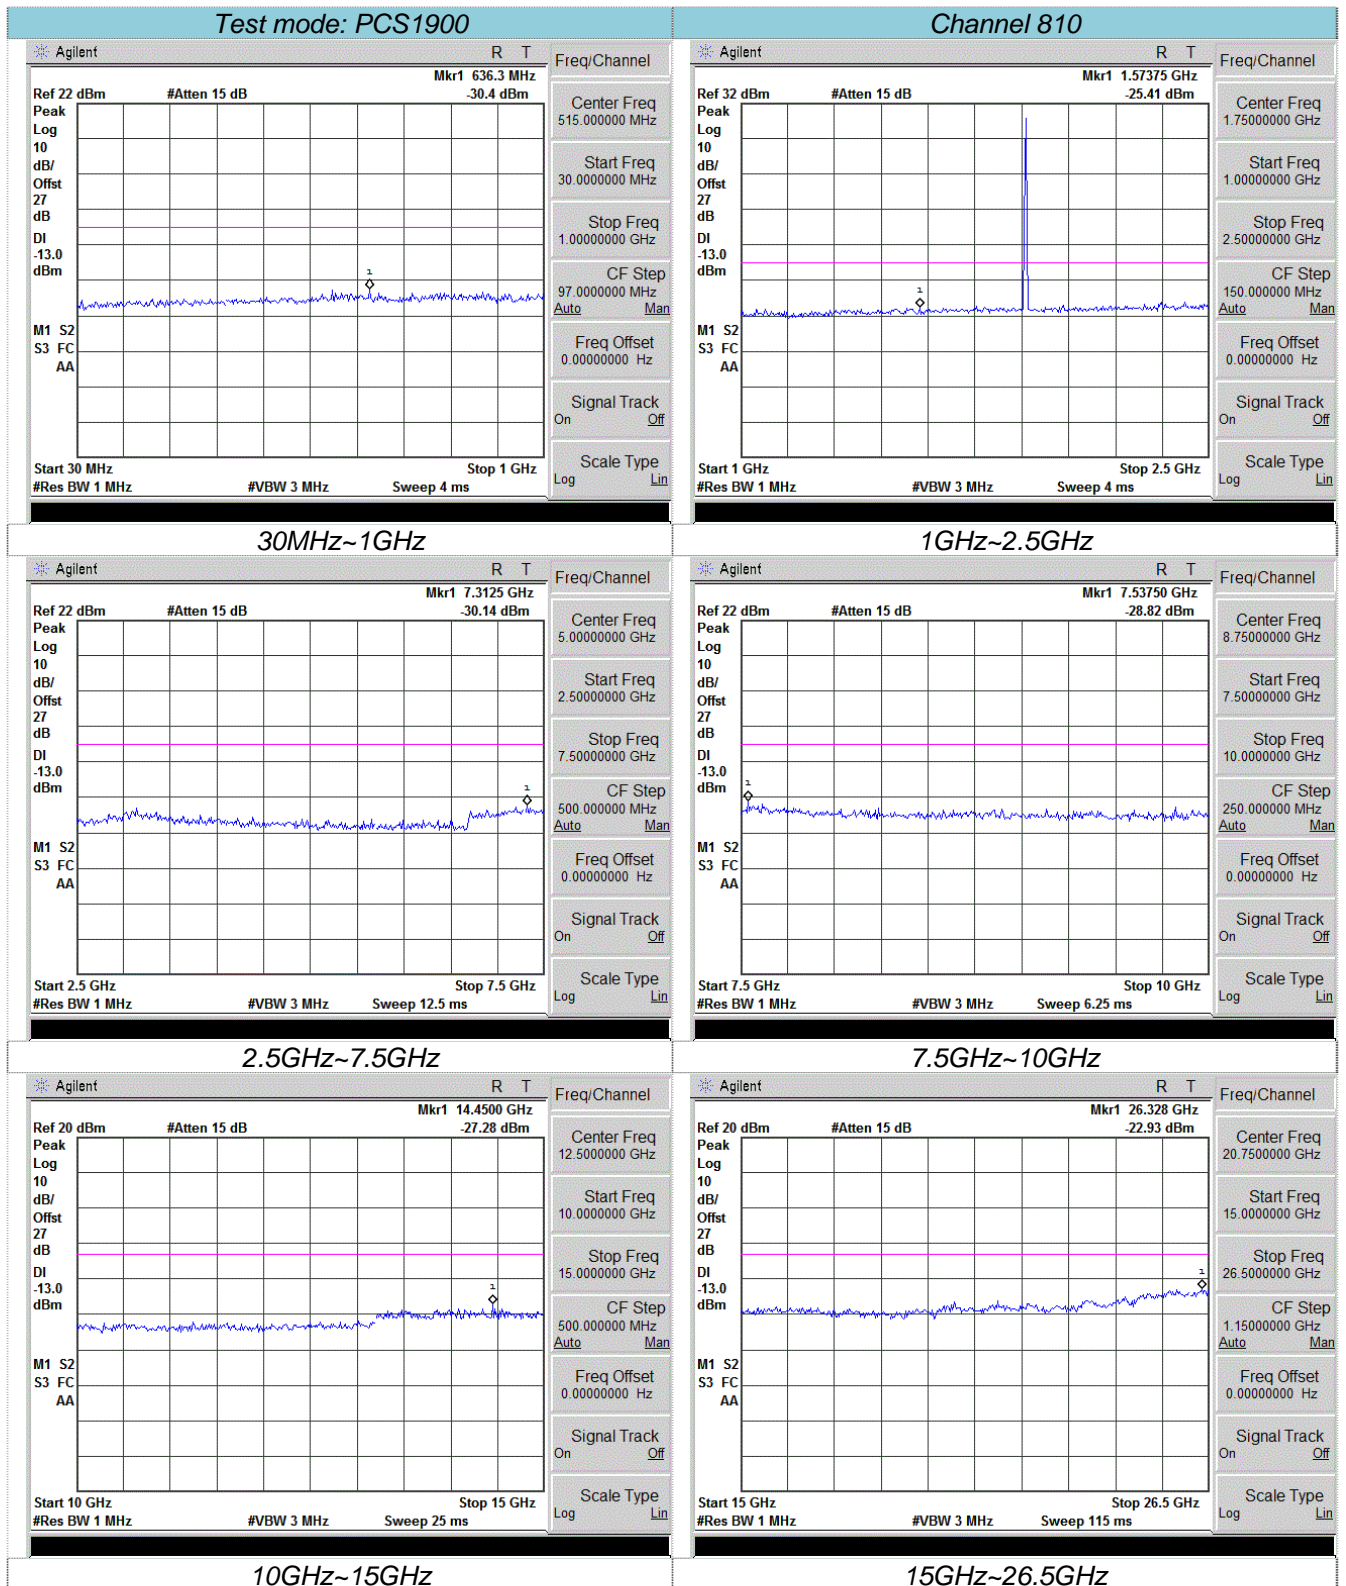 Test mode: PCS1900
Channel 810
Agilent R T
Freq/Channel
Mkr1 636.3 MHz
Ref 22 dBm #Atten 15 dB -30.4 dBm
Peak
Log
10
dB/
Offst
27
dB
DI
-13.0
dBm
M1 S2
S3 FC
AA
1
Start 30 MHz Stop 1 GHz
#Res BW 1 MHz #VBW 3 MHz Sweep 4 ms
Center Freq
515.000000 MHz
Start Freq
30.0000000 MHz
Stop Freq
1.00000000 GHz
CF Step
97.0000000 MHz
Auto Man
Freq Offset
0.00000000 Hz
Signal Track
On Off
Scale Type
Log Lin
Agilent R T
Freq/Channel
Mkr1 1.57375 GHz
Ref 32 dBm #Atten 15 dB -25.41 dBm
Peak
Log
10
dB/
Offst
27
dB
DI
-13.0
dBm
M1 S2
S3 FC
AA
1
Start 1 GHz Stop 2.5 GHz
#Res BW 1 MHz #VBW 3 MHz Sweep 4 ms
Center Freq
1.75000000 GHz
Start Freq
1.00000000 GHz
Stop Freq
2.50000000 GHz
CF Step
150.000000 MHz
Auto Man
Freq Offset
0.00000000 Hz
Signal Track
On Off
Scale Type
Log Lin
30MHz~1GHz
1GHz~2.5GHz
Agilent R T
Freq/Channel
Mkr1 7.3125 GHz
Ref 22 dBm #Atten 15 dB -30.14 dBm
Peak
Log
10
dB/
Offst
27
dB
DI
-13.0
dBm
M1 S2
S3 FC
AA
1
Start 2.5 GHz Stop 7.5 GHz
#Res BW 1 MHz #VBW 3 MHz Sweep 12.5 ms
Center Freq
5.00000000 GHz
Start Freq
2.50000000 GHz
Stop Freq
7.50000000 GHz
CF Step
500.000000 MHz
Auto Man
Freq Offset
0.00000000 Hz
Signal Track
On Off
Scale Type
Log Lin
Agilent R T
Freq/Channel
Mkr1 7.53750 GHz
Ref 22 dBm #Atten 15 dB -28.82 dBm
Peak
Log
10
dB/
Offst
27
dB
DI
-13.0
dBm
M1 S2
S3 FC
AA
1
Start 7.5 GHz Stop 10 GHz
#Res BW 1 MHz #VBW 3 MHz Sweep 6.25 ms
Center Freq
8.75000000 GHz
Start Freq
7.50000000 GHz
Stop Freq
10.0000000 GHz
CF Step
250.000000 MHz
Auto Man
Freq Offset
0.00000000 Hz
Signal Track
On Off
Scale Type
Log Lin
2.5GHz~7.5GHz
7.5GHz~10GHz
Agilent R T
Freq/Channel
Mkr1 14.4500 GHz
Ref 20 dBm #Atten 15 dB -27.28 dBm
Peak
Log
10
dB/
Offst
27
dB
DI
-13.0
dBm
M1 S2
S3 FC
AA
1
Start 10 GHz Stop 15 GHz
#Res BW 1 MHz #VBW 3 MHz Sweep 25 ms
Center Freq
12.5000000 GHz
Start Freq
10.0000000 GHz
Stop Freq
15.0000000 GHz
CF Step
500.000000 MHz
Auto Man
Freq Offset
0.00000000 Hz
Signal Track
On Off
Scale Type
Log Lin
Agilent R T
Freq/Channel
Mkr1 26.328 GHz
Ref 20 dBm #Atten 15 dB -22.93 dBm
Peak
Log
10
dB/
Offst
27
dB
DI
-13.0
dBm
M1 S2
S3 FC
AA
1
Start 15 GHz Stop 26.5 GHz
#Res BW 1 MHz #VBW 3 MHz Sweep 115 ms
Center Freq
20.7500000 GHz
Start Freq
15.0000000 GHz
Stop Freq
26.5000000 GHz
CF Step
1.15000000 GHz
Auto Man
Freq Offset
0.00000000 Hz
Signal Track
On Off
Scale Type
Log Lin
10GHz~15GHz
15GHz~26.5GHz